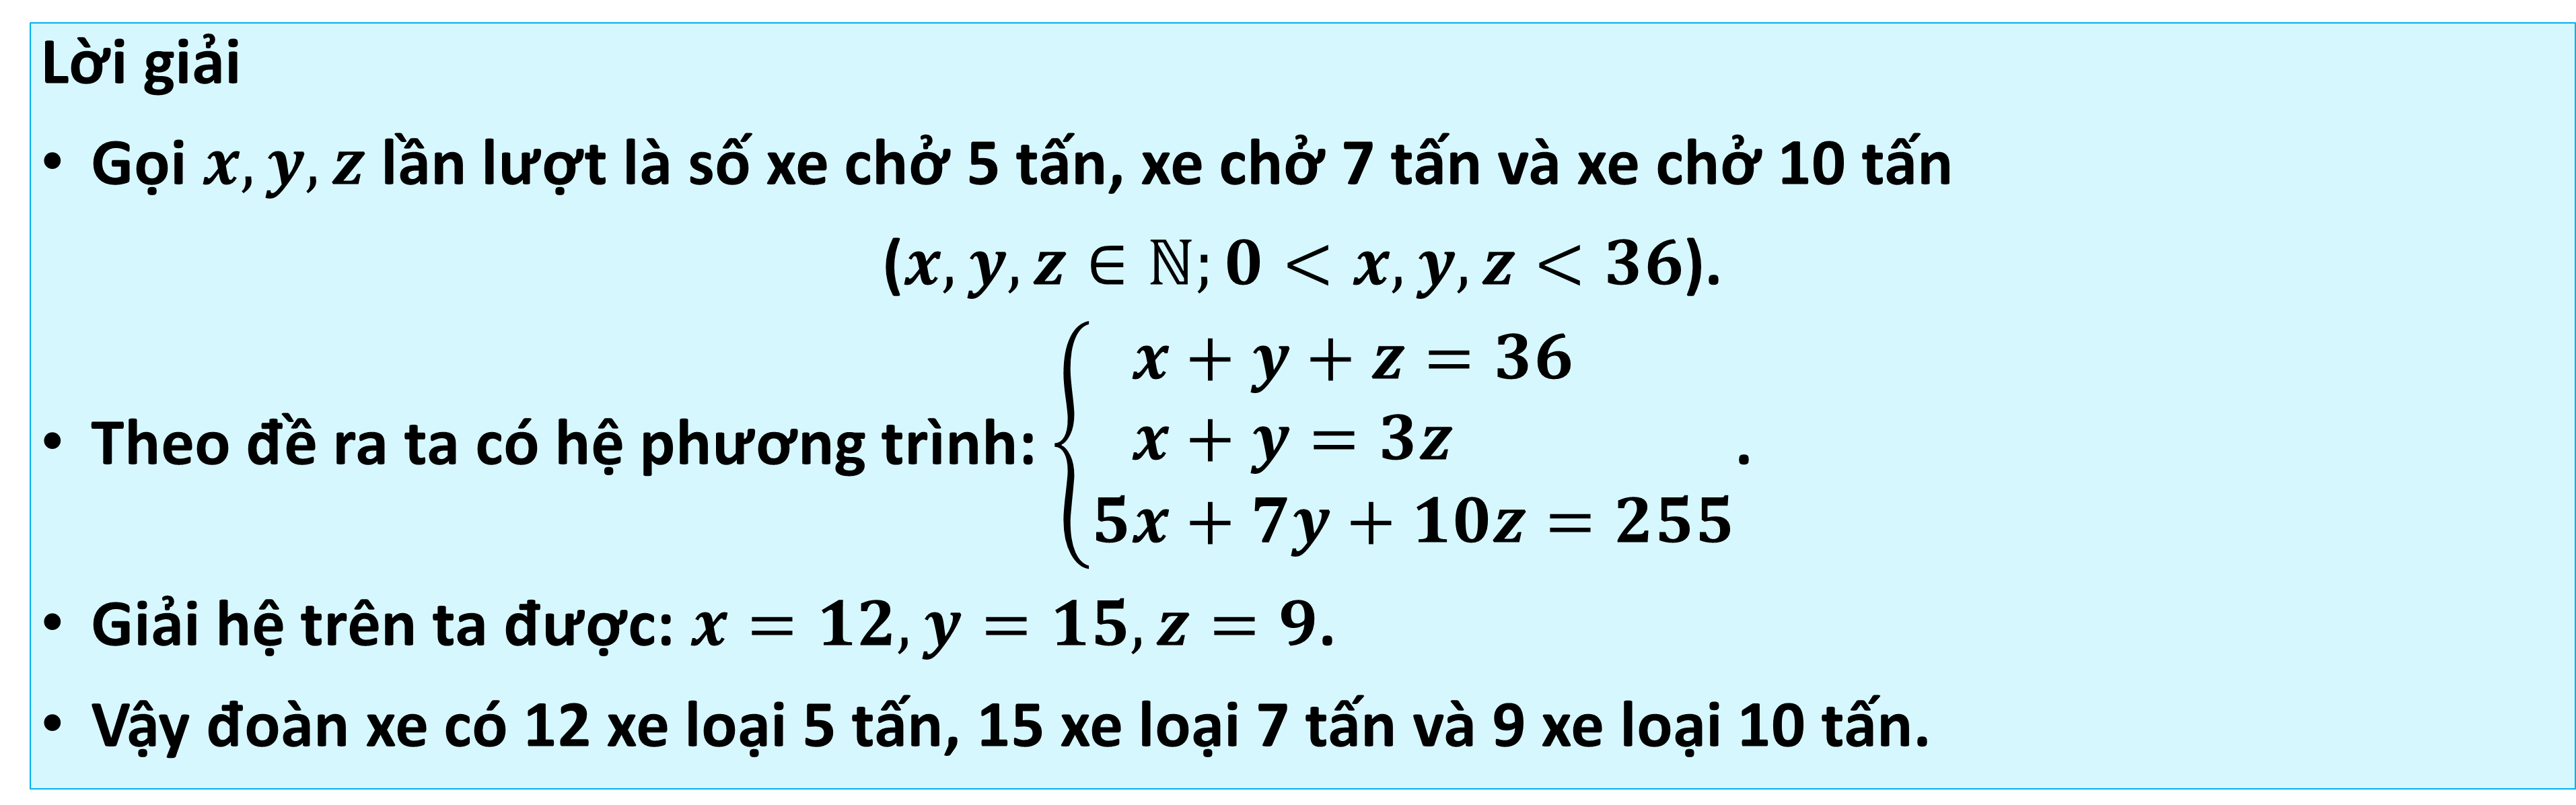 Lời giải
• Gọi x, y, z lần lượt là số xe chở 5 tấn, xe chở 7 tấn và xe chở 10 tấn
(x, y, z ∈ ℕ; 0 < x, y, z < 36).
x + y + z = 36
• Theo đề ra ta có hệ phương trình: { x + y = 3z .
5x + 7y + 10z = 255
• Giải hệ trên ta được: x = 12, y = 15, z = 9.
• Vậy đoàn xe có 12 xe loại 5 tấn, 15 xe loại 7 tấn và 9 xe loại 10 tấn.